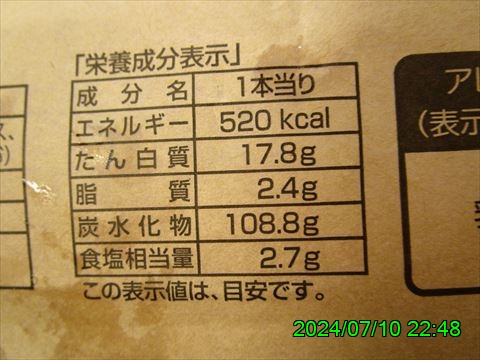 「栄養成分表示」
成分名 1本当り
エネルギー 520 kcal
たん白質 17.8g
脂質 2.4g
炭水化物 108.8g
食塩相当量 2.7g
この表示値は、目安です。
アレ
(表示
2024/07/10 22:48